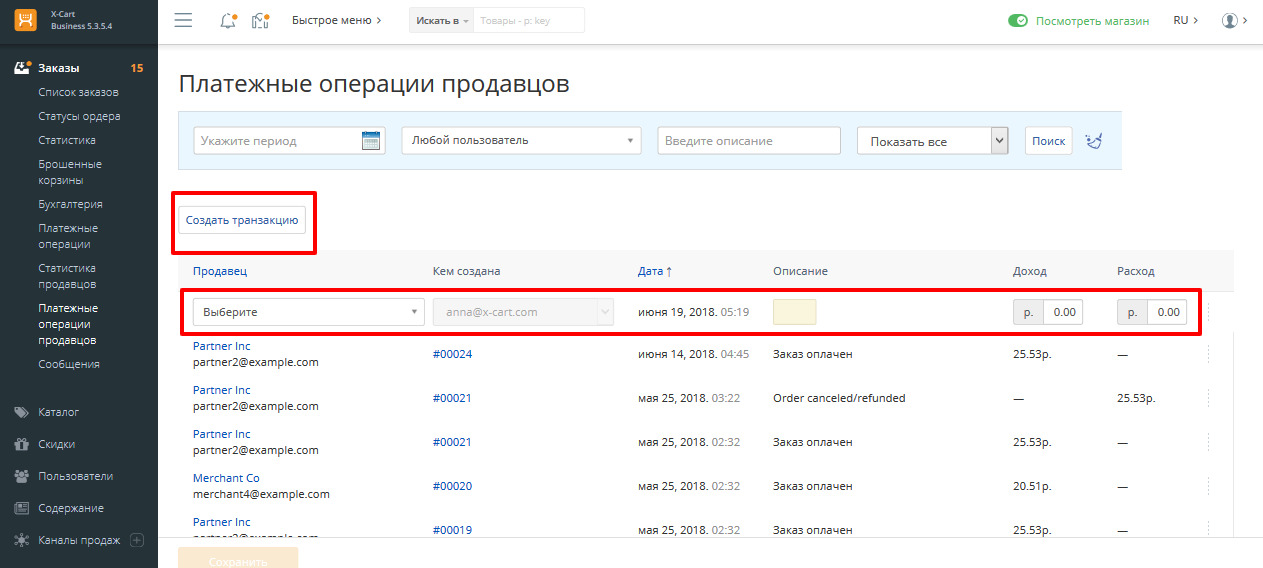 X-Cart
Business 5.3.5.4
Быстрое меню
Искать в
Товары - p: key
Посмотреть магазин
RU
Заказы 15
Список заказов
Статусы ордера
Статистика
Брошенные
корзины
Бухгалтерия
Платежные
операции
Статистика
продавцов
Платежные
операции
продавцов
Сообщения
Каталог
Скидки
Пользователи
Содержание
Каналы продаж
Платежные операции продавцов
Укажите период
Любой пользователь
Введите описание
Показать все
Поиск
Создать транзакцию
Продавец Кем создана Дата ↑ Описание Доход Расход
Выберите anna@x-cart.com июня 19, 2018. 05:19 р. 0.00 р. 0.00
Partner Inc
partner2@example.com #00024 июня 14, 2018. 04:45 Заказ оплачен 25.53р. —
Partner Inc
partner2@example.com #00021 мая 25, 2018. 03:22 Order canceled/refunded — 25.53р.
Partner Inc
partner2@example.com #00021 мая 25, 2018. 02:32 Заказ оплачен 25.53р. —
Merchant Co
merchant4@example.com #00020 мая 25, 2018. 02:32 Заказ оплачен 20.51р. —
Partner Inc
partner2@example.com #00019 мая 25, 2018. 02:32 Заказ оплачен 25.53р. —
Сохранить